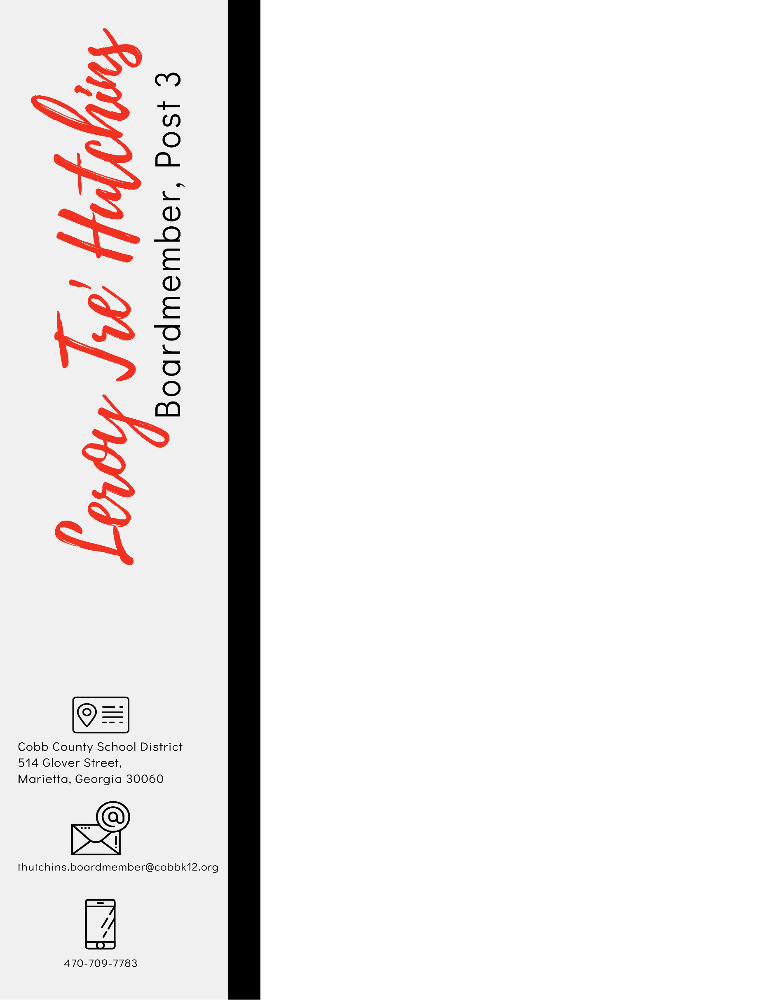 Leroy Tre' Hutchins
Boardmember, Post 3
Cobb County School District
514 Glover Street,
Marietta, Georgia 30060
thutchins.boardmember@cobbk12.org
470-709-7783